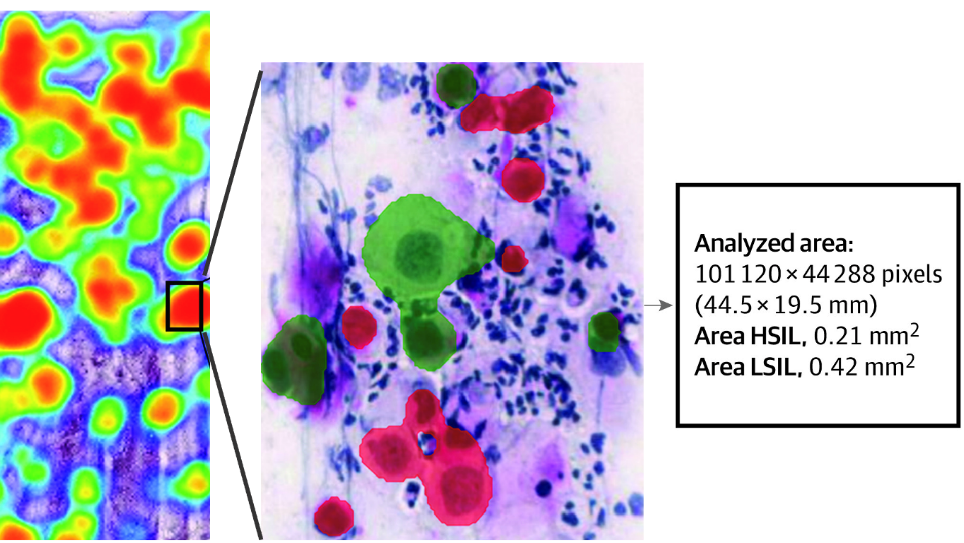 Analyzed area:
101 120 × 44 288 pixels
(44.5 × 19.5 mm)
Area HSIL, 0.21 mm²
Area LSIL, 0.42 mm²